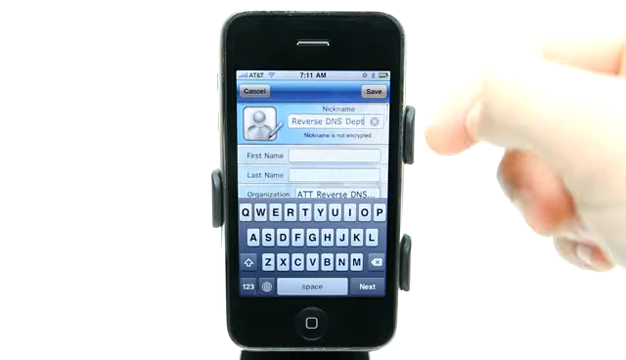 AT&T 7:11 AM
Cancel Save
Nickname
Reverse DNS Dept
Nickname is not encrypted.
First Name
Last Name
Organization ATT Reverse DNS...
Q W E R T Y U I O P
A S D F G H J K L
Z X C V B N M
123 space Next